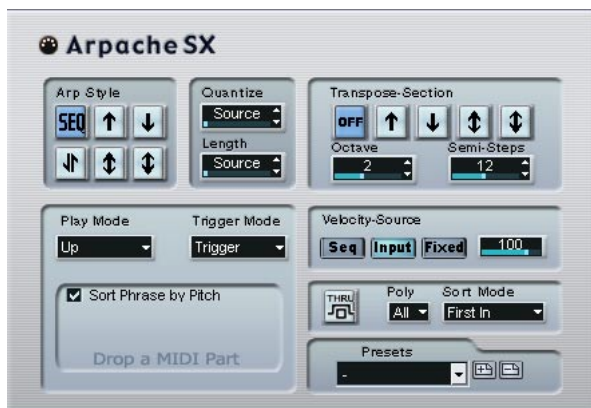 Arpache SX
Arp Style
SEQ
Quantize
Source
Length
Source
Transpose-Section
OFF
Octave
Semi-Steps
2
12
Play Mode
Trigger Mode
Up
Trigger
Sort Phrase by Pitch
Drop a MIDI Part
Velocity-Source
Seq Input Fixed 100
THRU
Poly
Sort Mode
All
First In
Presets
-